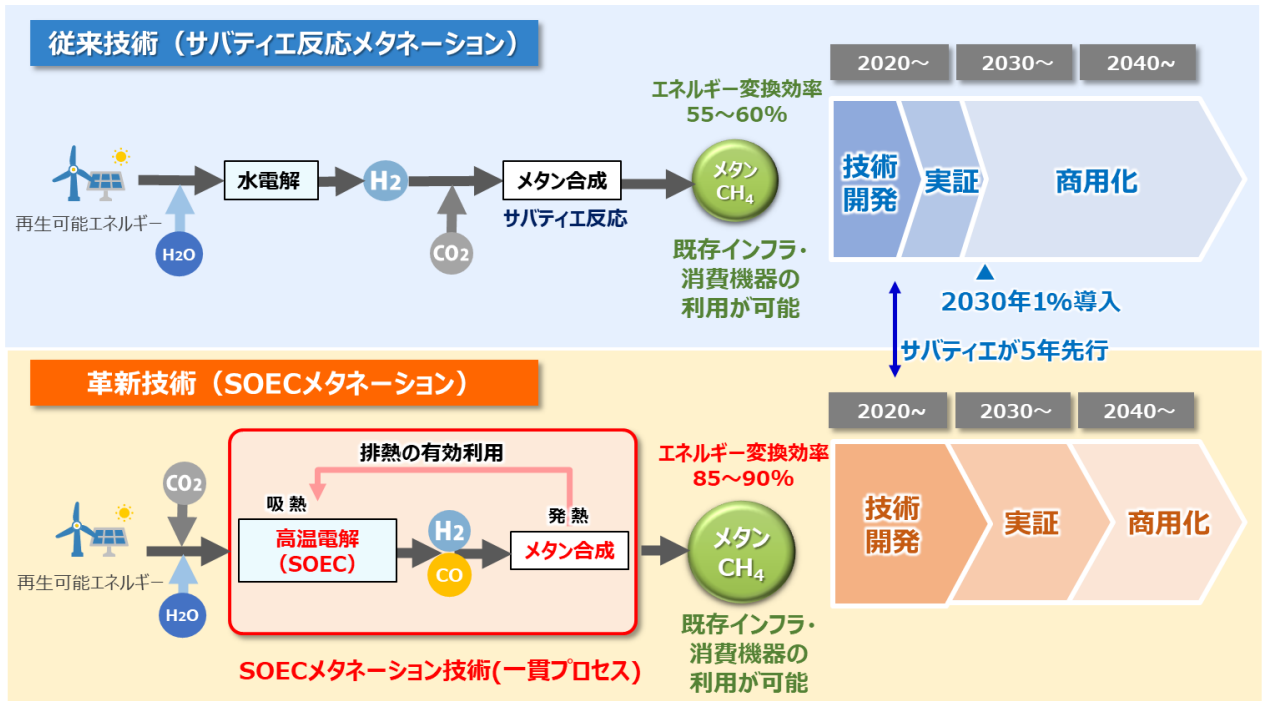 従来技術（サバティエ反応メタネーション）
2020～
2030～
2040~
エネルギー変換効率
55～60%
再生可能エネルギー
H2O
水電解
H2
CO2
メタン合成
サバティエ反応
メタン
CH4
既存インフラ・
消費機器の
利用が可能
技術
開発
実証
商用化
2030年1%導入
サバティエが5年先行
革新技術（SOECメタネーション）
2020~
2030～
2040～
エネルギー変換効率
85～90%
排熱の有効利用
CO2
再生可能エネルギー
H2O
吸熱
高温電解
（SOEC）
H2
CO
発熱
メタン合成
メタン
CH4
既存インフラ・
消費機器の
利用が可能
SOECメタネーション技術(一貫プロセス)
技術
開発
実証
商用化